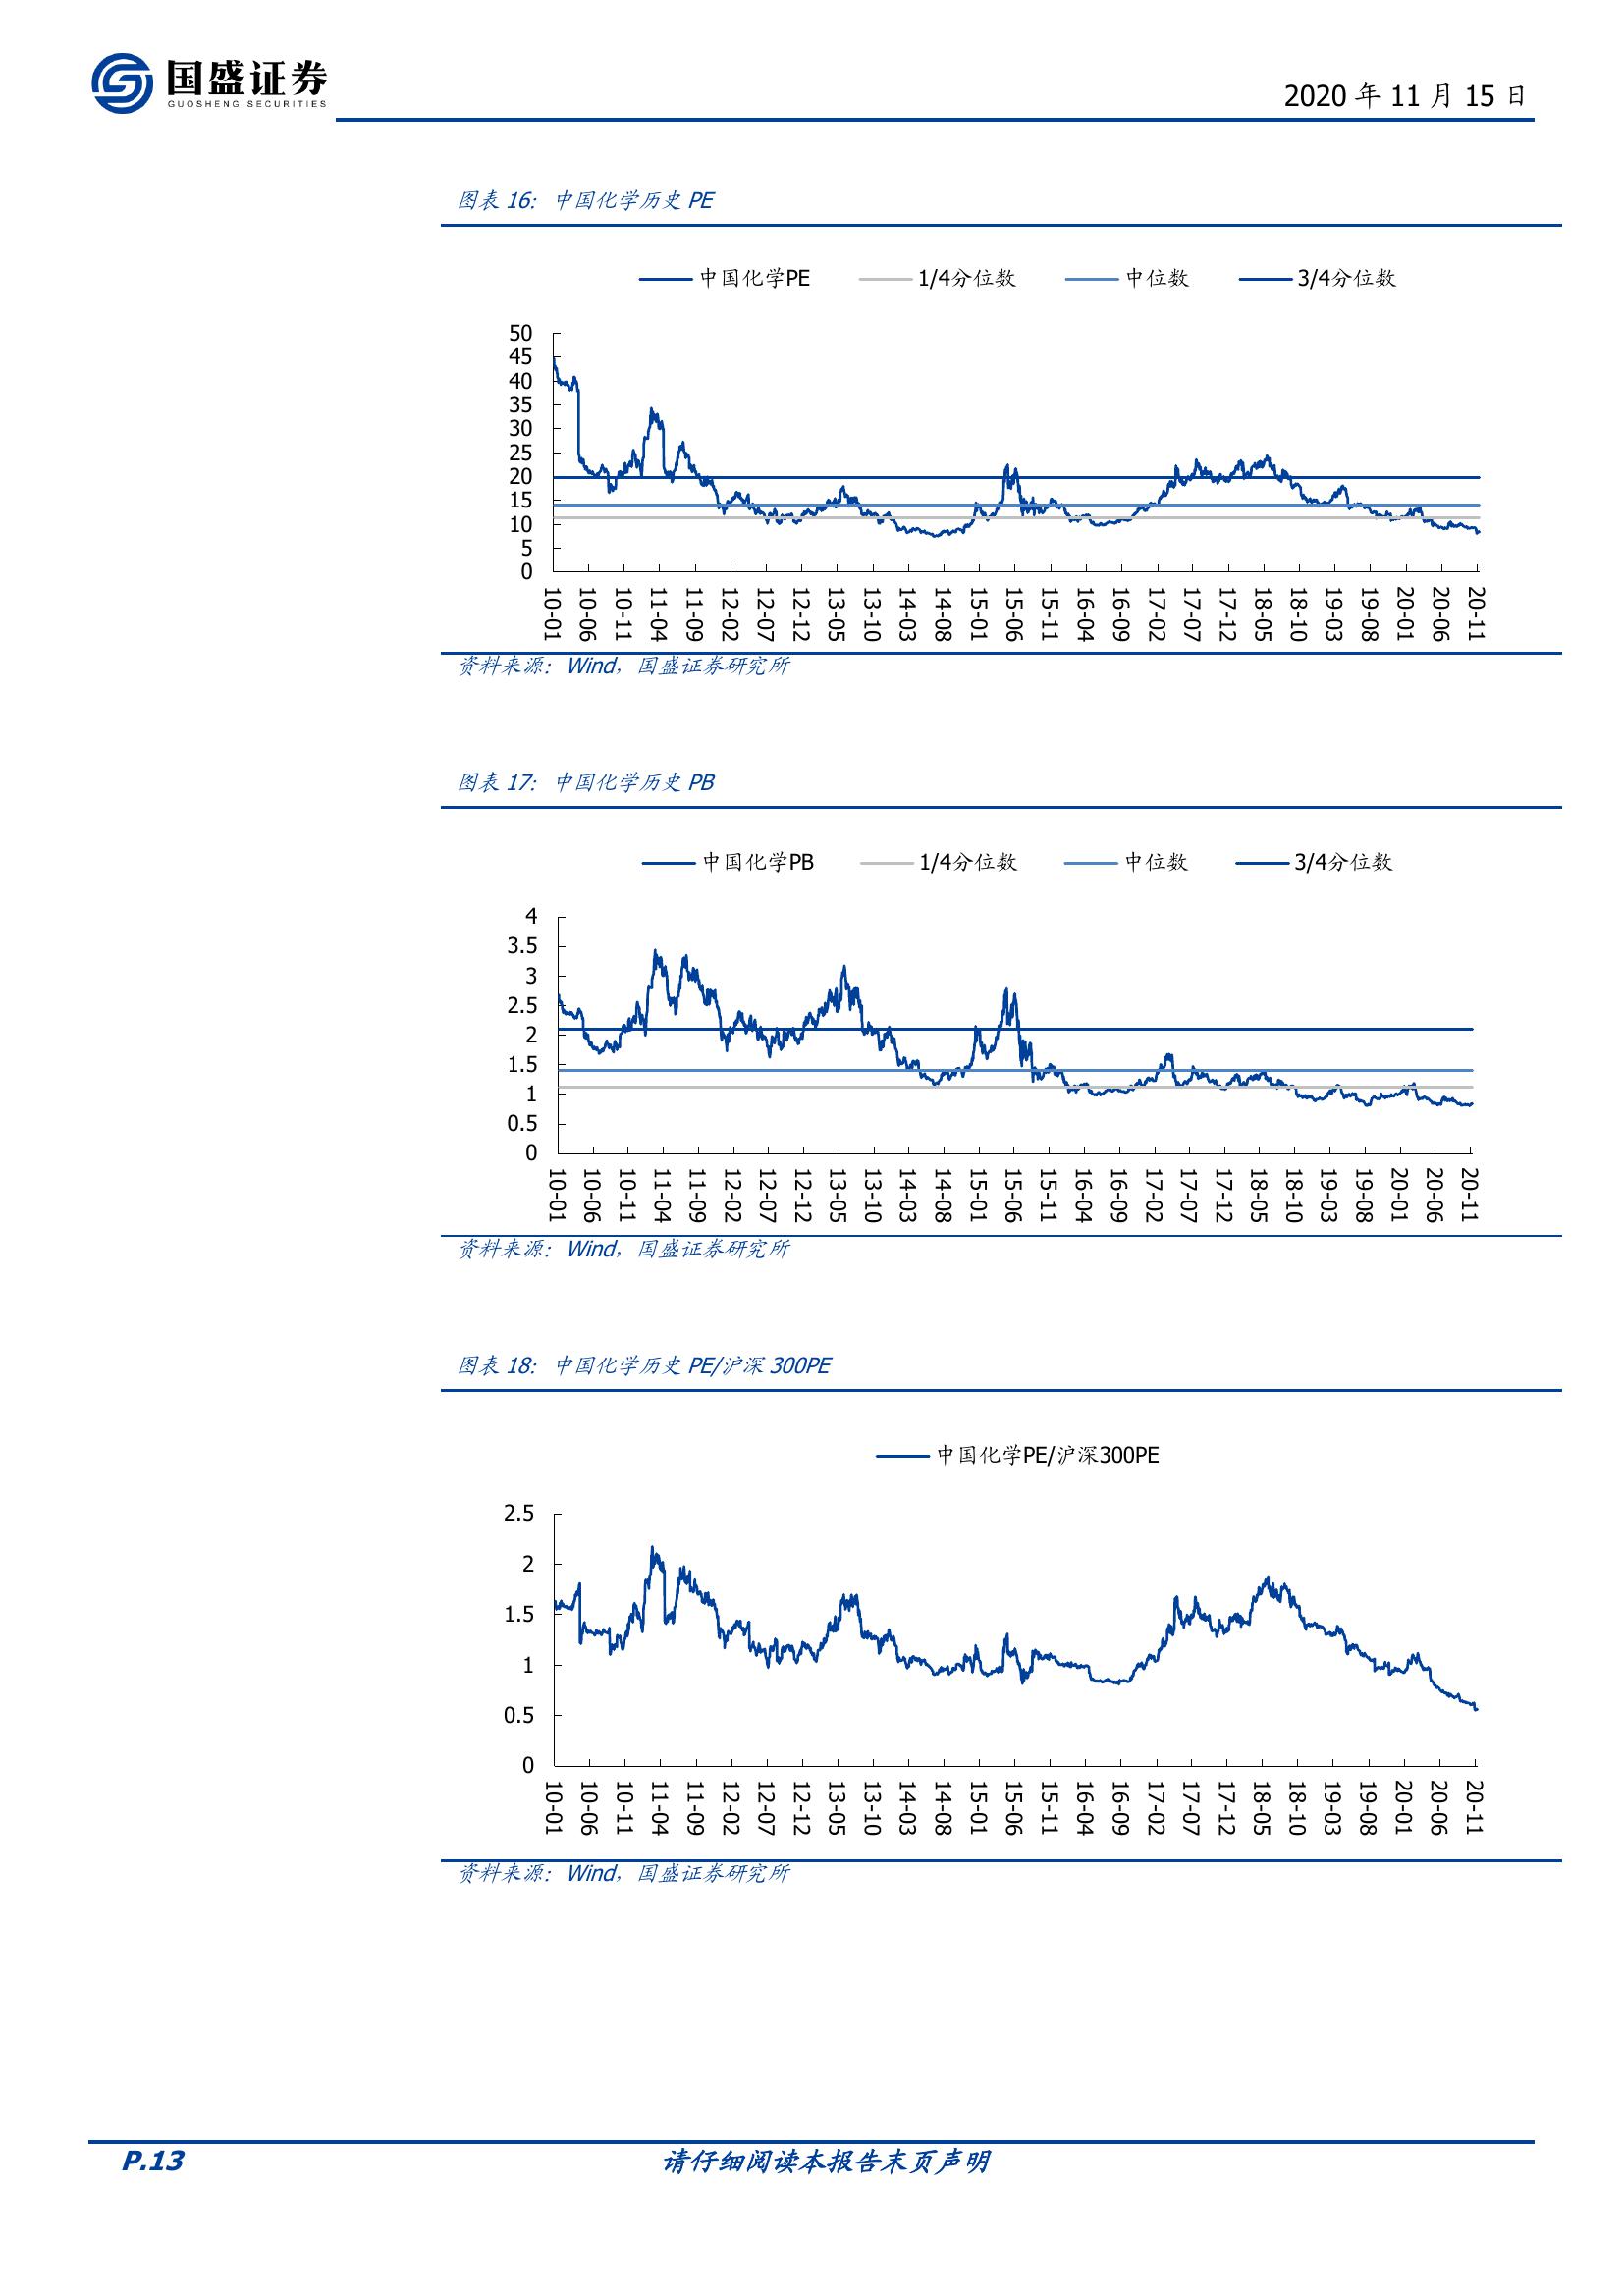 国盛证券
GUOSHENG SECURITIES
2020 年 11 月 15 日
图表 16: 中国化学历史 PE
中国化学PE 1/4分位数 中位数 3/4分位数
50
45
40
35
30
25
20
15
10
5
0
10-01 10-06 10-11 11-04 11-09 12-02 12-07 12-12 13-05 13-10 14-03 14-08 15-01 15-06 15-11 16-04 16-09 17-02 17-07 17-12 18-05 18-10 19-03 19-08 20-01 20-06 20-11
资料来源:Wind,国盛证券研究所
图表 17: 中国化学历史 PB
中国化学PB 1/4分位数 中位数 3/4分位数
4
3.5
3
2.5
2
1.5
1
0.5
0
10-01 10-06 10-11 11-04 11-09 12-02 12-07 12-12 13-05 13-10 14-03 14-08 15-01 15-06 15-11 16-04 16-09 17-02 17-07 17-12 18-05 18-10 19-03 19-08 20-01 20-06 20-11
资料来源:Wind,国盛证券研究所
图表 18: 中国化学历史 PE/沪深 300PE
中国化学PE/沪深300PE
2.5
2
1.5
1
0.5
0
10-01 10-06 10-11 11-04 11-09 12-02 12-07 12-12 13-05 13-10 14-03 14-08 15-01 15-06 15-11 16-04 16-09 17-02 17-07 17-12 18-05 18-10 19-03 19-08 20-01 20-06 20-11
资料来源:Wind,国盛证券研究所
P.13 请仔细阅读本报告末页声明